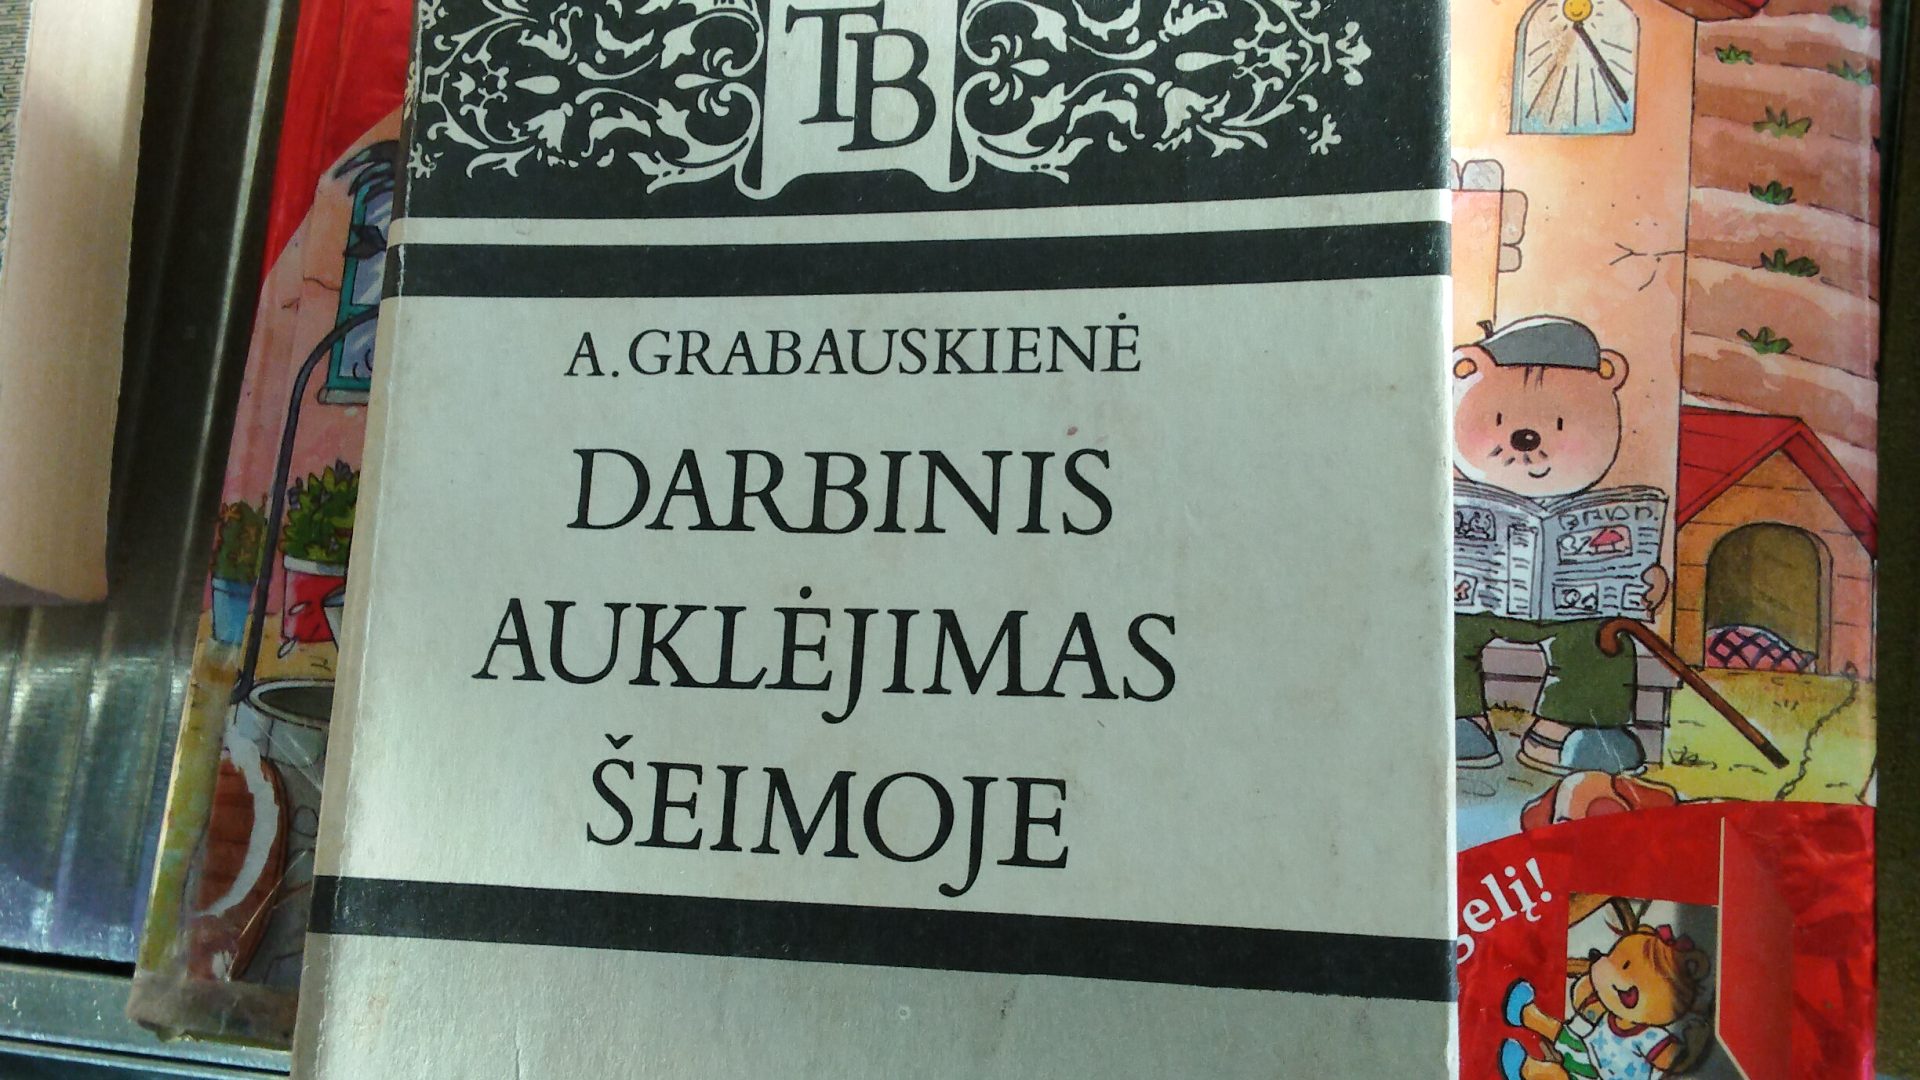 TB
A. GRABAUSKIENĖ
DARBINIS
AUKLĖJIMAS
ŠEIMOJE
gelį!